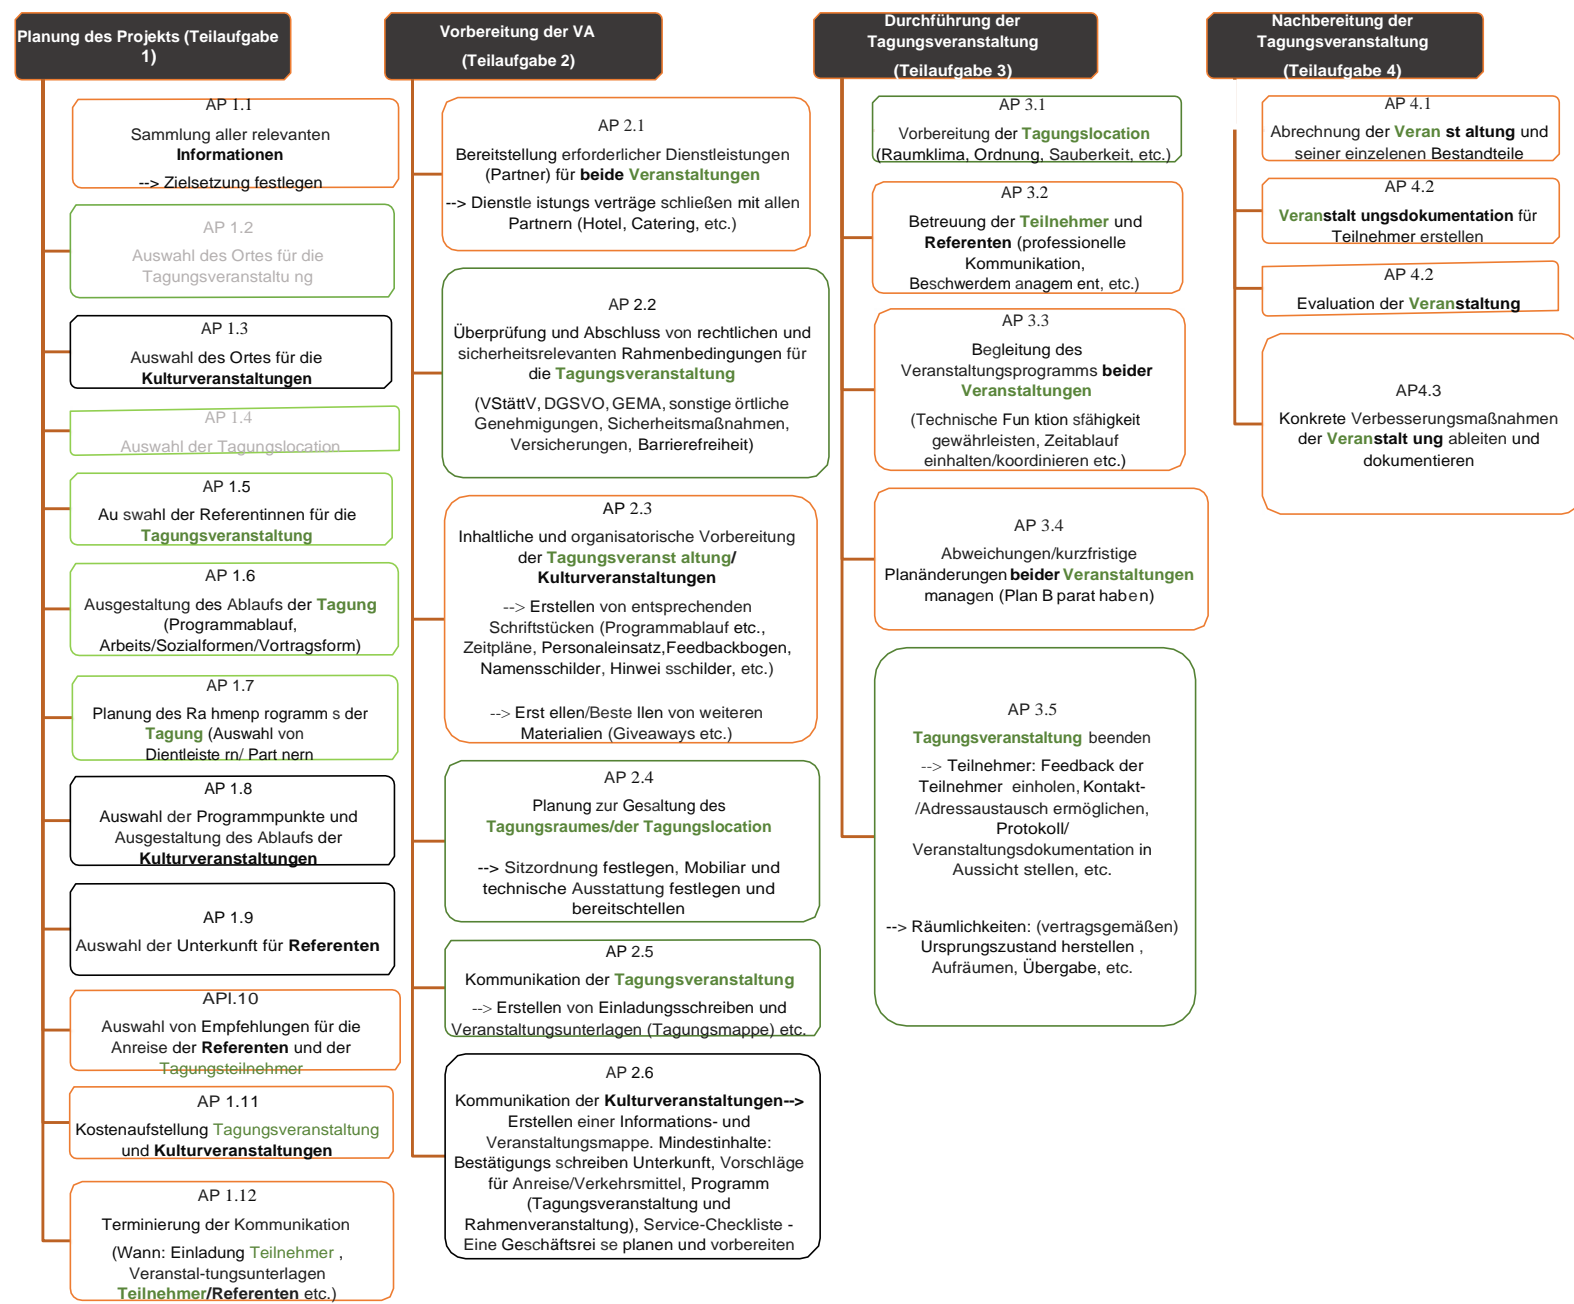 Planung des Projekts (Teilaufgabe
1)
AP 1.1
Sammlung aller relevanten
Informationen
--> Zielsetzung festlegen
AP 1.2
Auswahl des Ortes für die
Tagungsveranstaltu ng
AP 1.3
Auswahl des Ortes für die
Kulturveranstaltungen
AP 1.4
Auswahl der Tagungslocation
AP 1.5
Au swahl der Referentinnen für die
Tagungsveranstaltung
AP 1.6
Ausgestaltung des Ablaufs der Tagung
(Programmablauf,
Arbeits/Sozialformen/Vortragsform)
AP 1.7
Planung des Ra hmenp rogramm s der
Tagung (Auswahl von
Dientleiste rn/ Part nern
AP 1.8
Auswahl der Programmpunkte und
Ausgestaltung des Ablaufs der
Kulturveranstaltungen
AP 1.9
Auswahl der Unterkunft für Referenten
API.10
Auswahl von Empfehlungen für die
Anreise der Referenten und der
Tagungsteilnehmer
AP 1.11
Kostenaufstellung Tagungsveranstaltung
und Kulturveranstaltungen
AP 1.12
Terminierung der Kommunikation
(Wann: Einladung Teilnehmer ,
Veranstal-tungsunterlagen
Teilnehmer/Referenten etc.)
Vorbereitung der VA
(Teilaufgabe 2)
AP 2.1
Bereitstellung erforderlicher Dienstleistungen
(Partner) für beide Veranstaltungen
--> Dienstle istungs verträge schließen mit allen
Partnern (Hotel, Catering, etc.)
AP 2.2
Überprüfung und Abschluss von rechtlichen und
sicherheitsrelevanten Rahmenbedingungen für
die Tagungsveranstaltung
(VStättV, DGSVO, GEMA, sonstige örtliche
Genehmigungen, Sicherheitsmaßnahmen,
Versicherungen, Barrierefreiheit)
AP 2.3
Inhaltliche und organisatorische Vorbereitung
der Tagungsveranst altung/
Kulturveranstaltungen
--> Erstellen von entsprechenden
Schriftstücken (Programmablauf etc.,
Zeitpläne, Personaleinsatz,Feedbackbogen,
Namensschilder, Hinwei sschilder, etc.)
--> Erst ellen/Beste llen von weiteren
Materialien (Giveaways etc.)
AP 2.4
Planung zur Gesaltung des
Tagungsraumes/der Tagungslocation
--> Sitzordnung festlegen, Mobiliar und
technische Ausstattung festlegen und
bereitschtellen
AP 2.5
Kommunikation der Tagungsveranstaltung
--> Erstellen von Einladungsschreiben und
Veranstaltungsunterlagen (Tagungsmappe) etc.
AP 2.6
Kommunikation der Kulturveranstaltungen-->
Erstellen einer Informations- und
Veranstaltungsmappe. Mindestinhalte:
Bestätigungs schreiben Unterkunft, Vorschläge
für Anreise/Verkehrsmittel, Programm
(Tagungsveranstaltung und
Rahmenveranstaltung), Service-Checkliste -
Eine Geschäftsrei se planen und vorbereiten
Durchführung der
Tagungsveranstaltung
(Teilaufgabe 3)
AP 3.1
Vorbereitung der Tagungslocation
(Raumklima, Ordnung, Sauberkeit, etc.)
AP 3.2
Betreuung der Teilnehmer und
Referenten (professionelle
Kommunikation,
Beschwerdem anagem ent, etc.)
AP 3.3
Begleitung des
Veranstaltungsprogramms beider
Veranstaltungen
(Technische Fun ktion sfähigkeit
gewährleisten, Zeitablauf
einhalten/koordinieren etc.)
AP 3.4
Abweichungen/kurzfristige
Planänderungen beider Veranstaltungen
managen (Plan B parat haben)
AP 3.5
Tagungsveranstaltung beenden
--> Teilnehmer: Feedback der
Teilnehmer einholen, Kontakt-
/Adressaustausch ermöglichen,
Protokoll/
Veranstaltungsdokumentation in
Aussicht stellen, etc.
--> Räumlichkeiten: (vertragsgemäßen)
Ursprungszustand herstellen ,
Aufräumen, Übergabe, etc.
Nachbereitung der
Tagungsveranstaltung
(Teilaufgabe 4)
AP 4.1
Abrechnung der Veran st altung und
seiner einzelenen Bestandteile
AP 4.2
Veranstalt ungsdokumentation für
Teilnehmer erstellen
AP 4.2
Evaluation der Veranstaltung
AP4.3
Konkrete Verbesserungsmaßnahmen
der Veranstalt ung ableiten und
dokumentieren